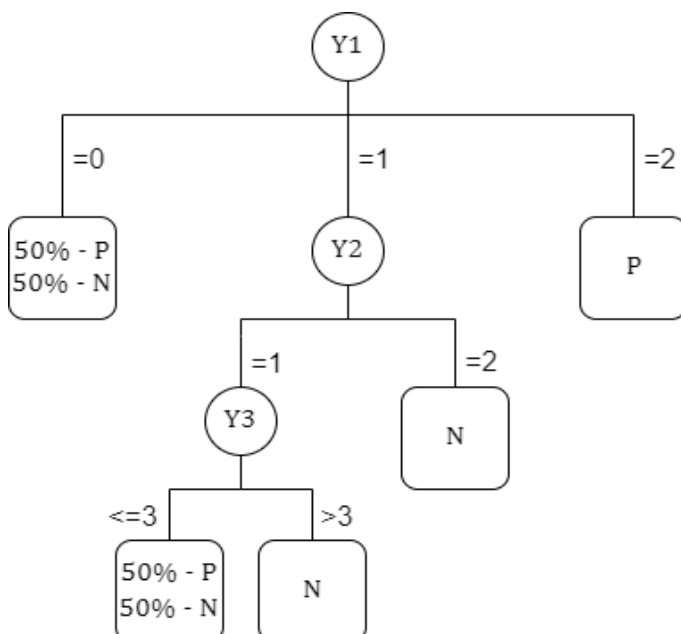 Y1
=0
=1
=2
50% - P
50% - N
Y2
P
=1
=2
Y3
N
<=3
>3
50% - P
50% - N
N